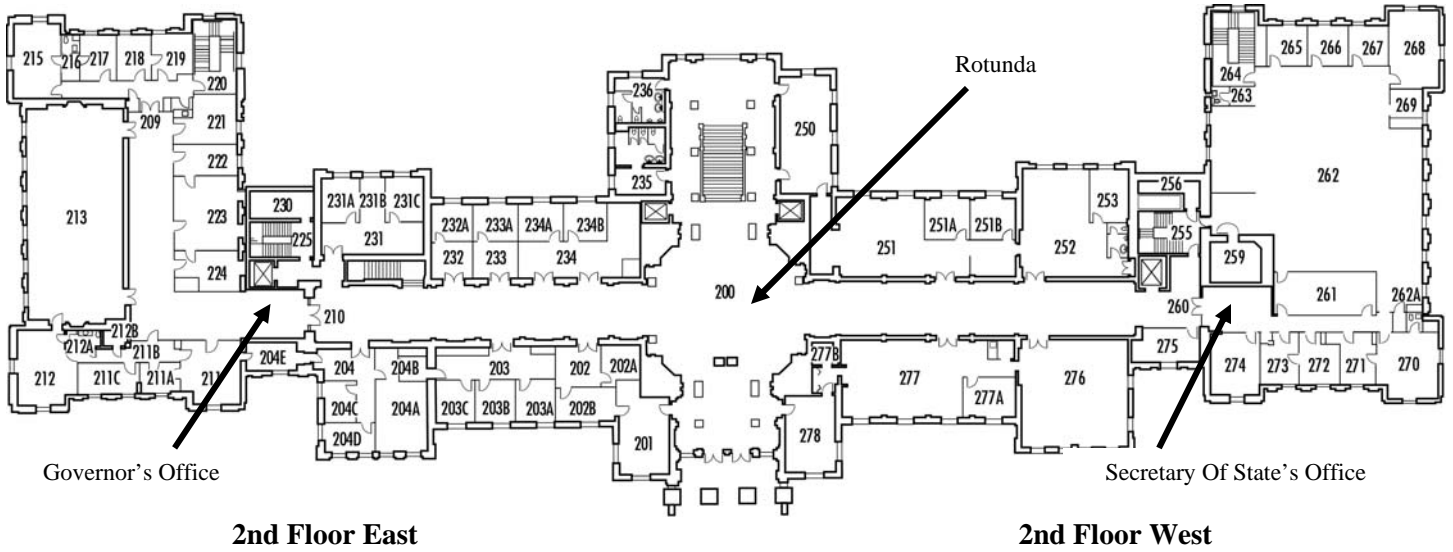 215
216
217
218
219
220
209
221
222
213
223
224
230
225
231A
231B
231C
231
232A
233A
234A
234B
232
233
234
236
235
250
Rotunda
200
251A
251B
251
253
252
256
255
264
265
266
267
268
263
269
262
259
261
262A
260
210
212B
212A
211B
212
211C
211A
211
204E
204
204B
204C
204A
204D
203
203C
203B
203A
202
202A
202B
201
277B
277
277A
278
276
275
274
273
272
271
270
Governor's Office
Secretary Of State's Office
2nd Floor East
2nd Floor West